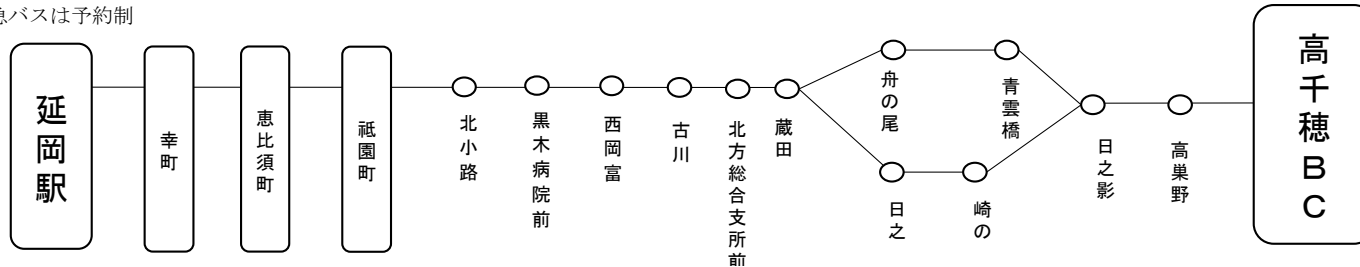 急バスは予約制
延岡駅
幸町
恵比須町
祗園町
北小路
黒木病院前
西岡富
古川
北方総合支所前
蔵田
舟の尾
青雲橋
日之
崎の
日之影
高巣野
高千穂BC